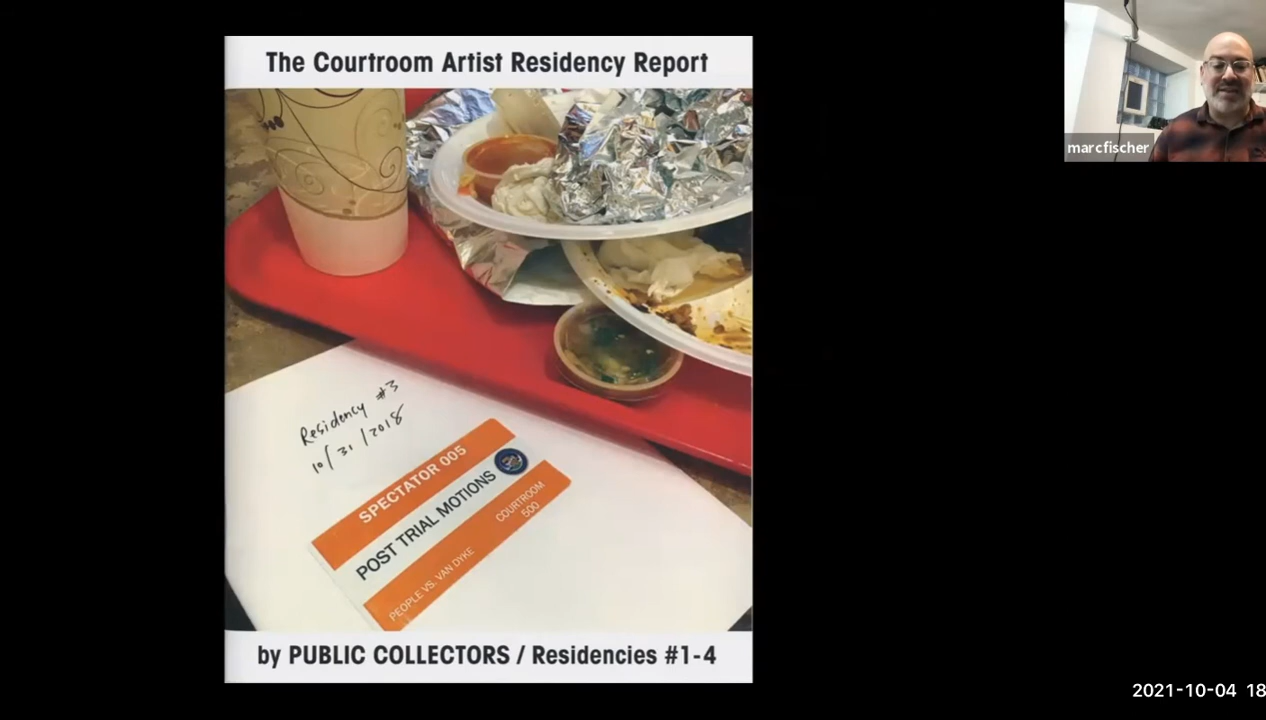 The Courtroom Artist Residency Report
marcfischer
Residency #3
10/31/2018
SPECTATOR 005
POST TRIAL MOTIONS
COURTROOM
500
PEOPLE VS. VAN DYKE
by PUBLIC COLLECTORS / Residencies #1-4
2021-10-04 18